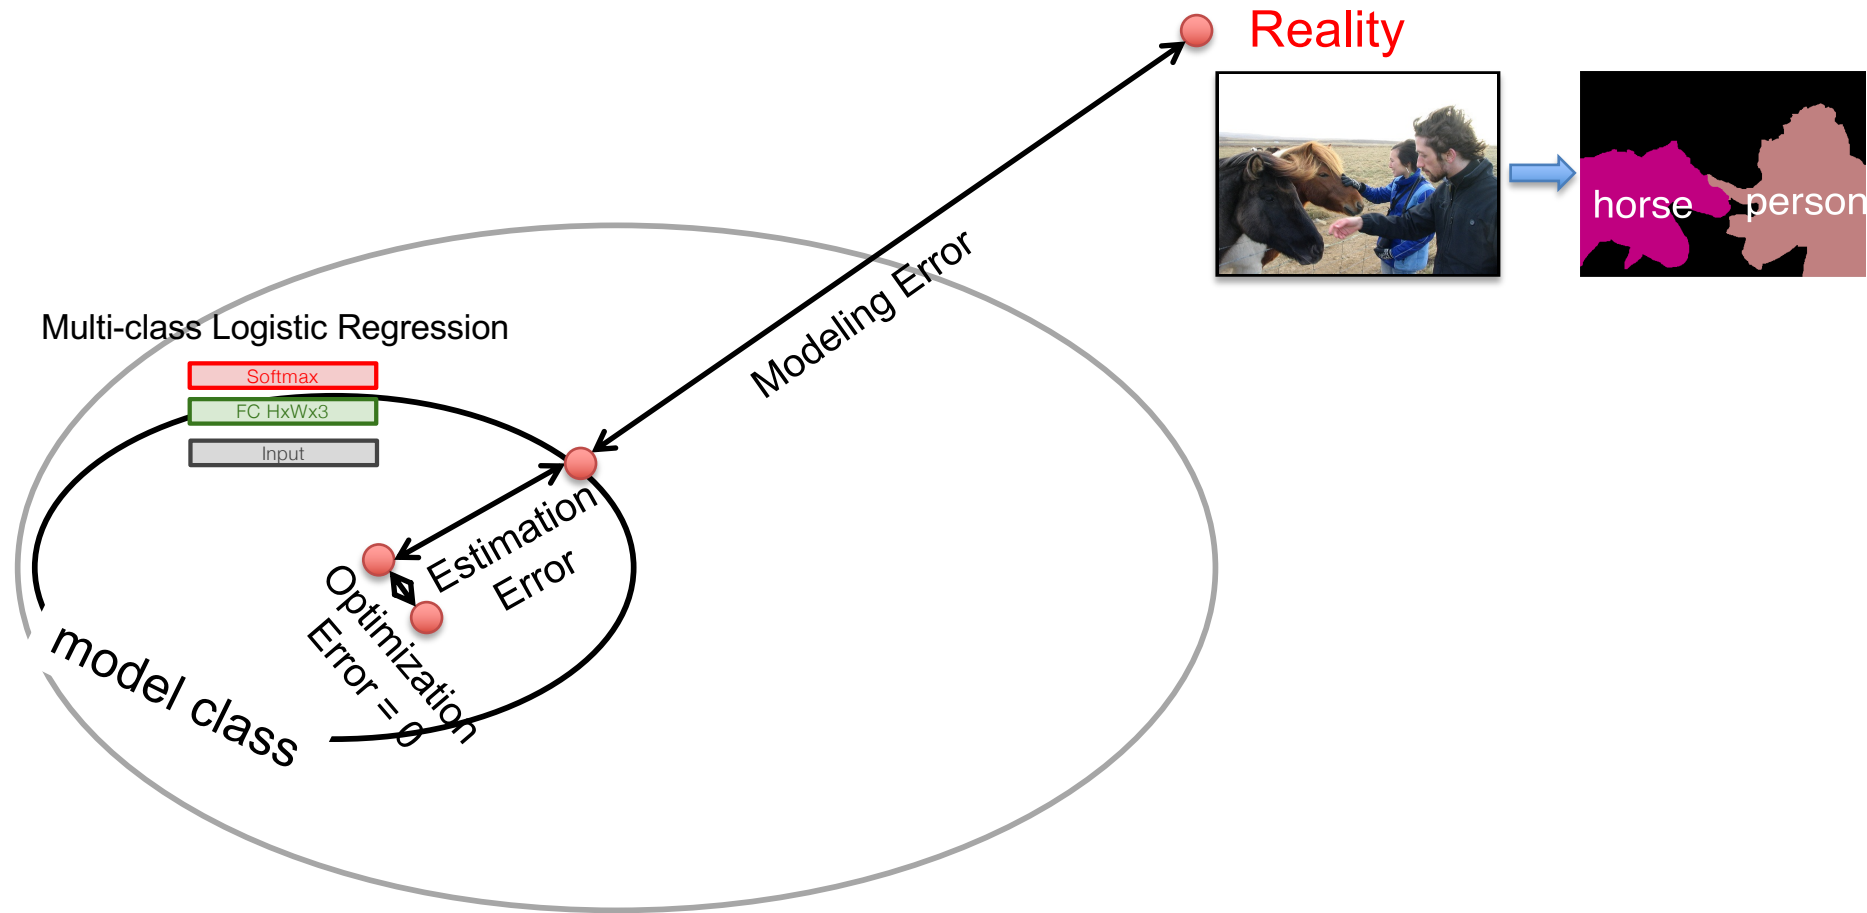 Reality
horse
person
Modeling Error
Multi-class Logistic Regression
Softmax
FC HxWx3
Input
Estimation
Error
Optimization
Error = 0
model class